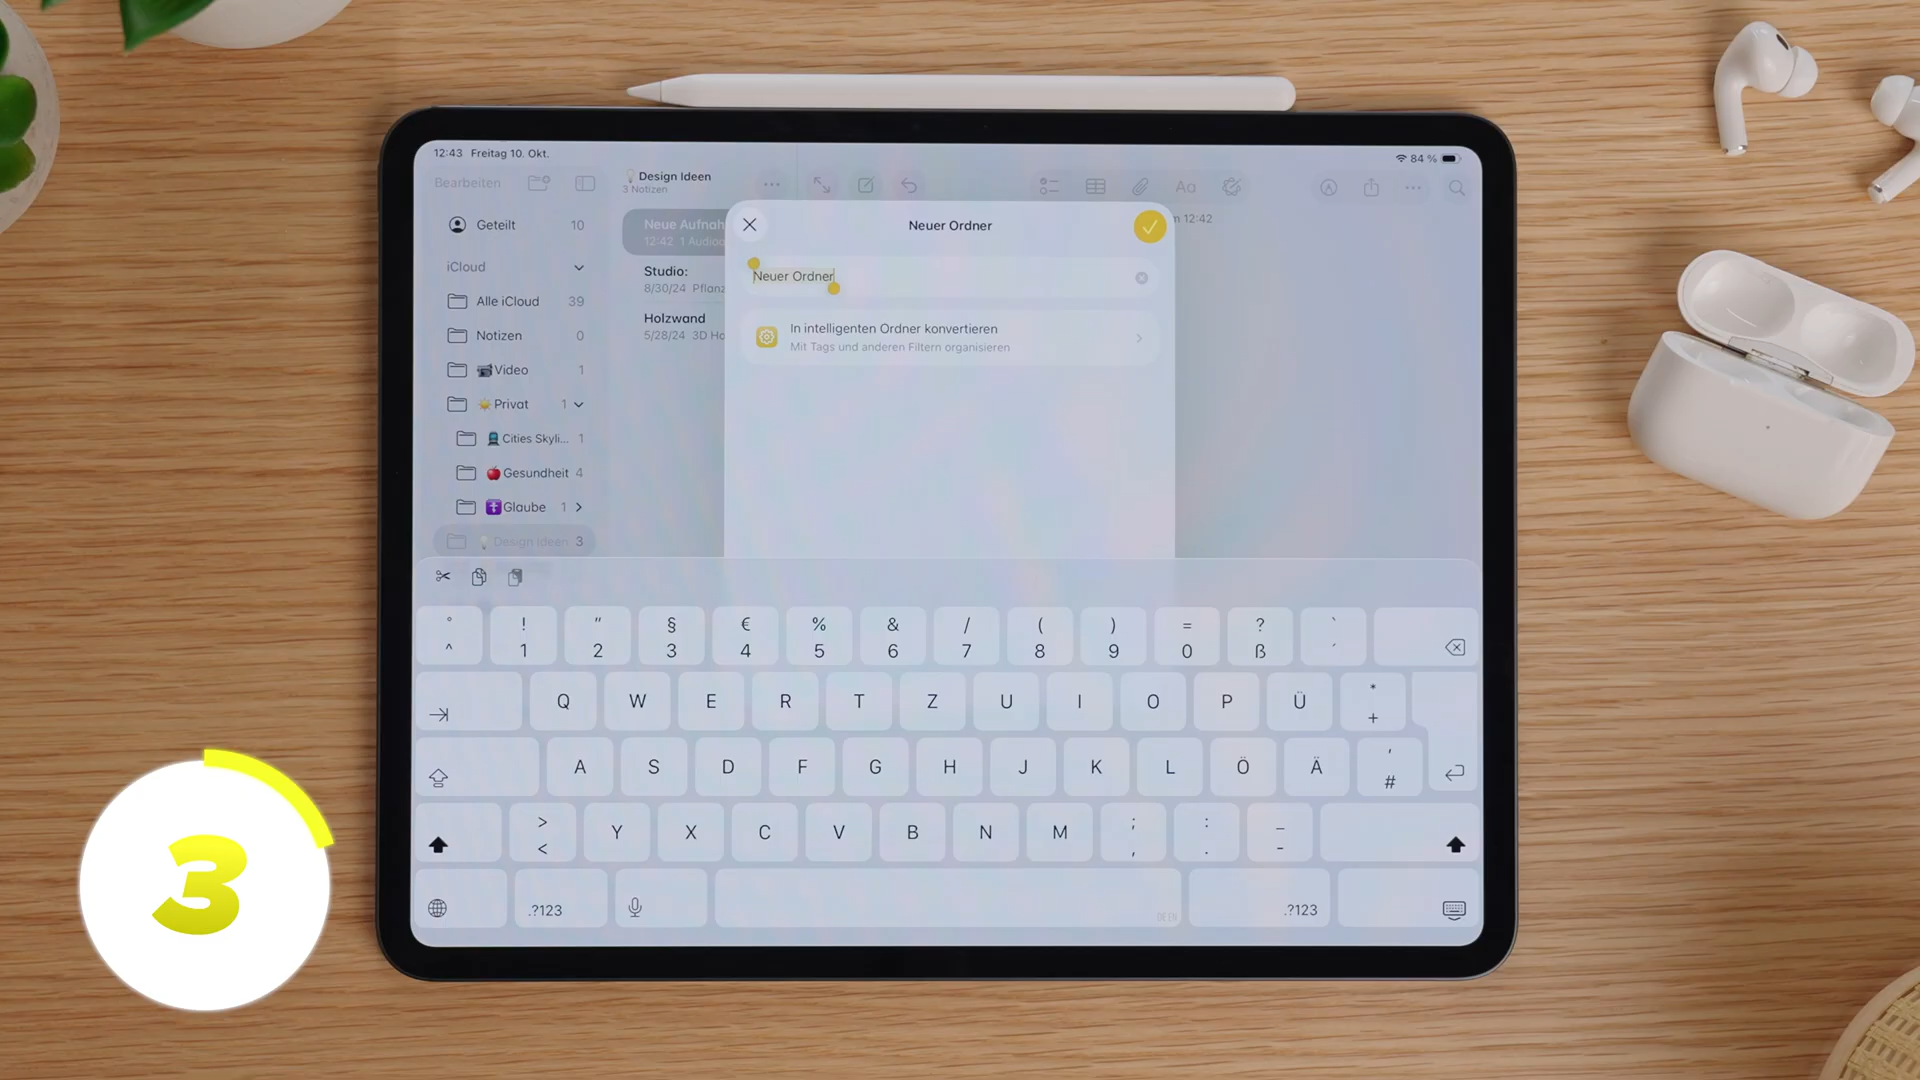 12:43 Freitag 10. Okt.
84 %
Bearbeiten
Design Ideen
3 Notizen
Aa
Geteilt 10
iCloud
Alle iCloud 39
Notizen 0
Video 1
Privat 1
Cities Skyli... 1
Gesundheit 4
Glaube 1
Design Ideen 3
Neue Aufnah
12:42 1 Audioa
Studio:
8/30/24 Pflanz
Holzwand
5/28/24 3D Ho
m 12:42
Neuer Ordner
Neuer Ordner
In intelligenten Ordner konvertieren
Mit Tags und anderen Filtern organisieren
° ! " § € % & / ( ) = ? `
^ 1 2 3 4 5 6 7 8 9 0 ß ´
Q W E R T Z U I O P Ü * +
A S D F G H J K L Ö Ä ' #
> < Y X C V B N M ; , : . _ -
.?123 DE EN .?123
3